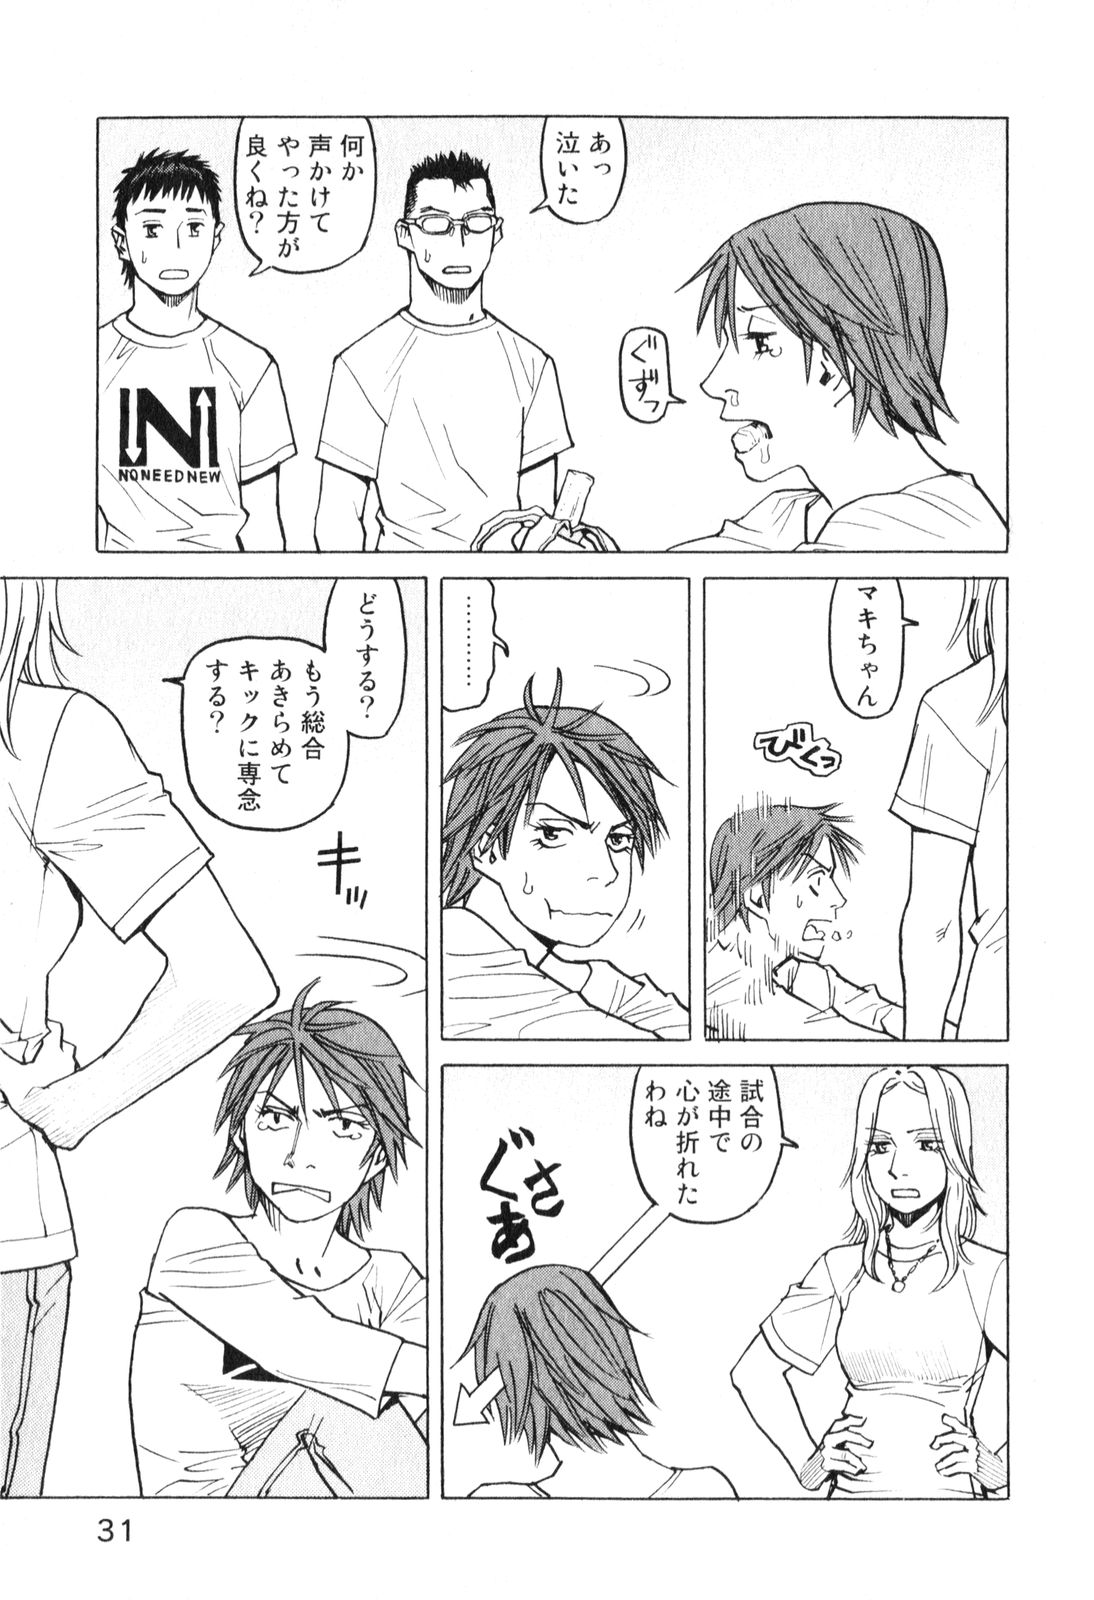 あっ
泣いた
何か
声かけて
やった方が
良くね?
ぐずっ
NO NEED NEW
マキちゃん
びくっ
………
試合の
途中で
心が折れた
わね
ぐさあ
どうする?
もう総合
あきらめて
キックに専念
する?
キッ
31